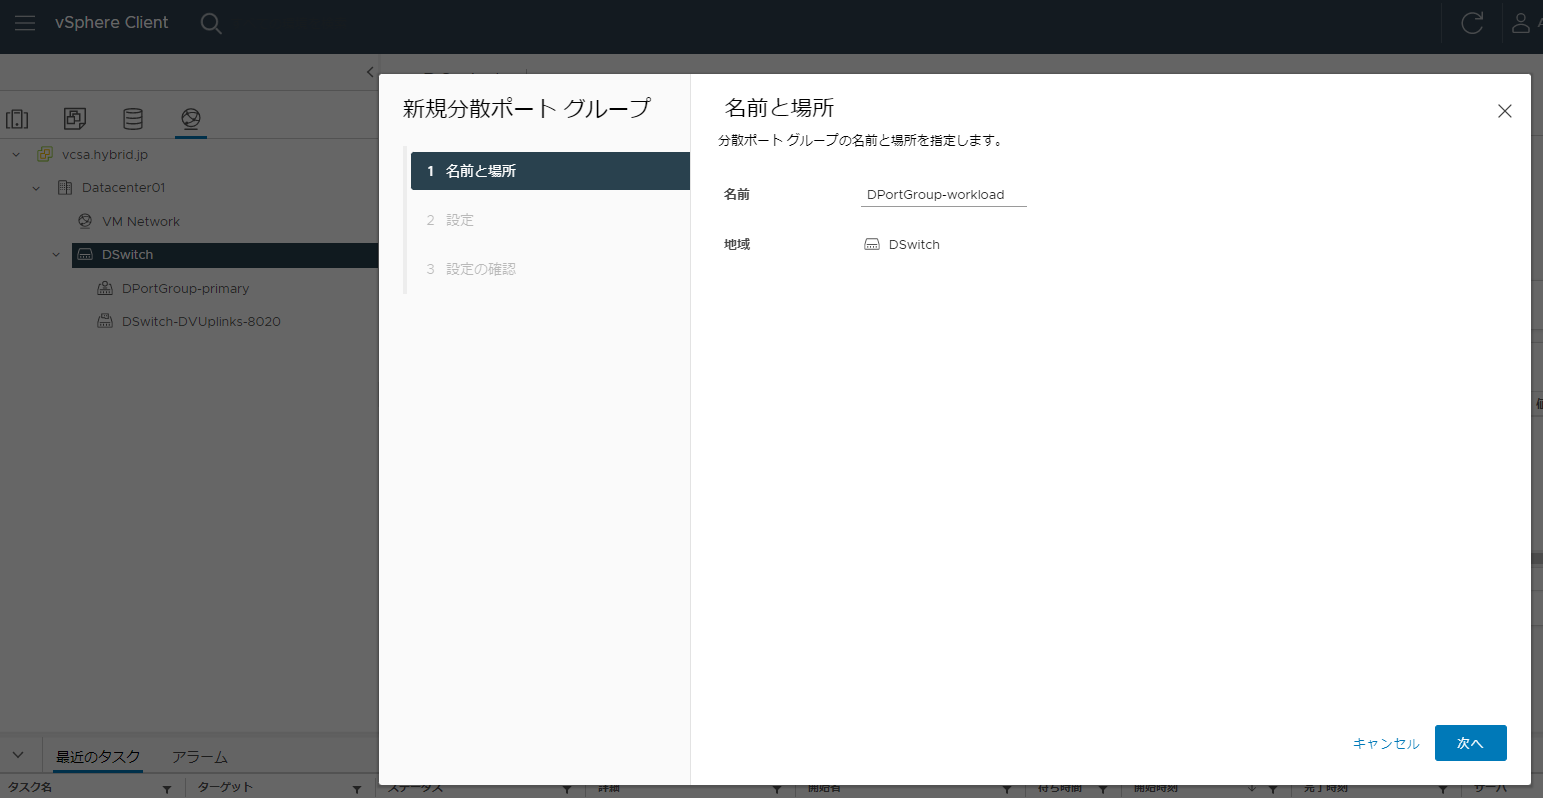 vSphere Client
vcsa.hybrid.jp
Datacenter01
VM Network
DSwitch
DPortGroup-primary
DSwitch-DVUplinks-8020
新規分散ポート グループ
1 名前と場所
2 設定
3 設定の確認
名前と場所
分散ポート グループの名前と場所を指定します。
名前 DPortGroup-workload
地域 DSwitch
キャンセル 次へ
最近のタスク アラーム
タスク名 ターゲット ステータス 詳細 開始者 待ち時間 開始時刻 完了時刻 サーバ